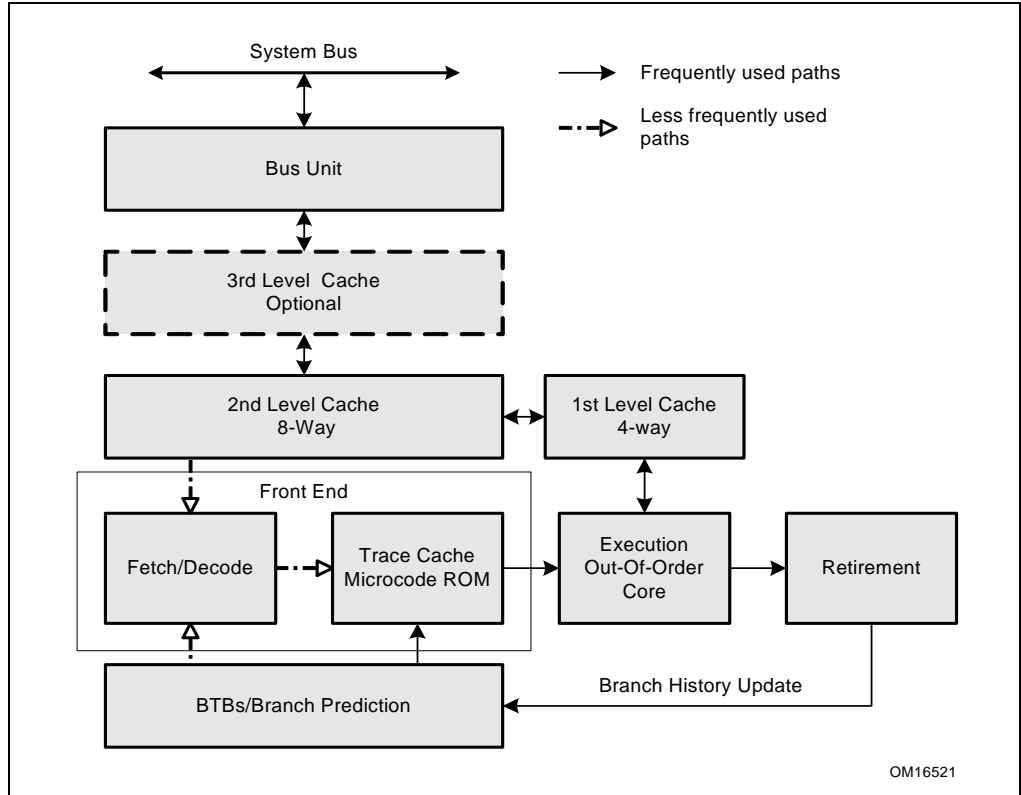 System Bus
Frequently used paths
Less frequently used
paths
Bus Unit
3rd Level Cache
Optional
2nd Level Cache
8-Way
1st Level Cache
4-way
Front End
Fetch/Decode
Trace Cache
Microcode ROM
Execution
Out-Of-Order
Core
Retirement
Branch History Update
BTBs/Branch Prediction
OM16521